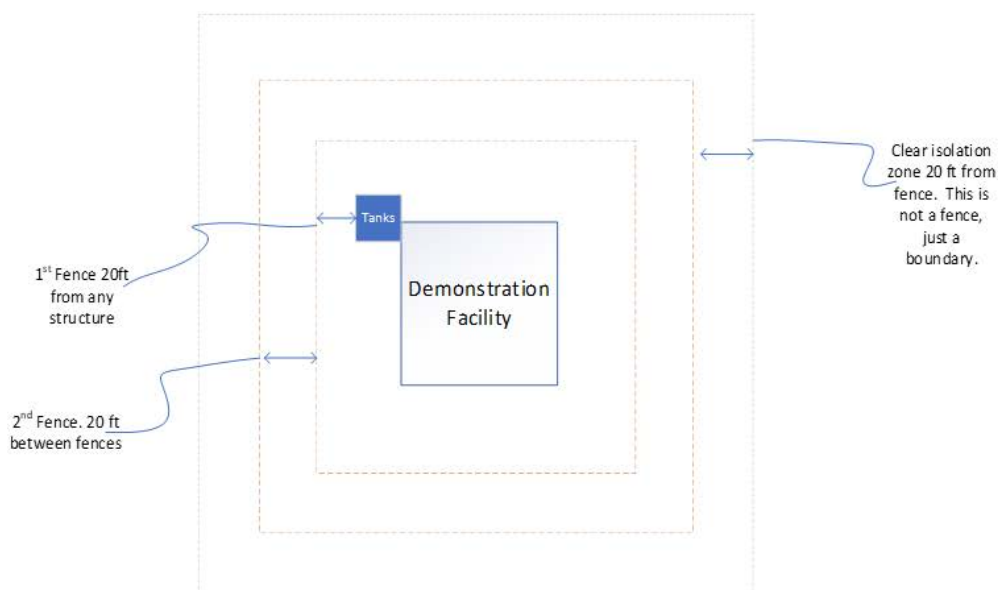 Tanks
Demonstration
Facility
1st Fence 20ft
from any
structure
2nd Fence. 20 ft
between fences
Clear isolation
zone 20 ft from
fence. This is
not a fence,
just a
boundary.